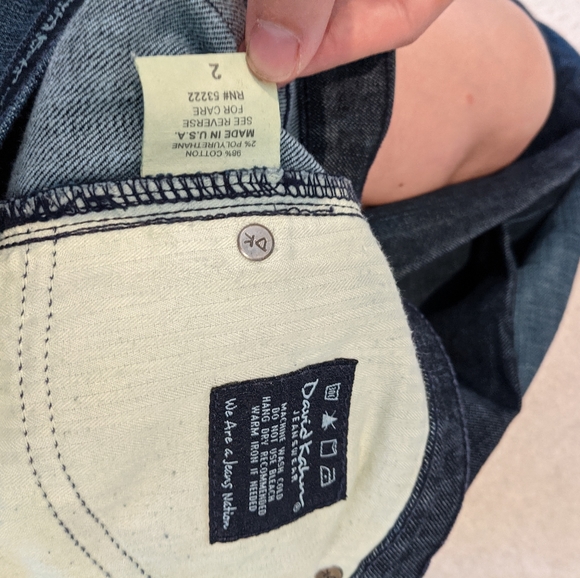 98% COTTON
2% POLYURETHANE
MADE IN U.S.A.
SEE REVERSE
FOR CARE
RN# 53222
2
DK
David Kahn®
JEANSWEAR
MACHINE WASH COLD
DO NOT USE BLEACH
HANG DRY RECOMMENDED
WARM IRON IF NEEDED
We Are a Jeans Nation